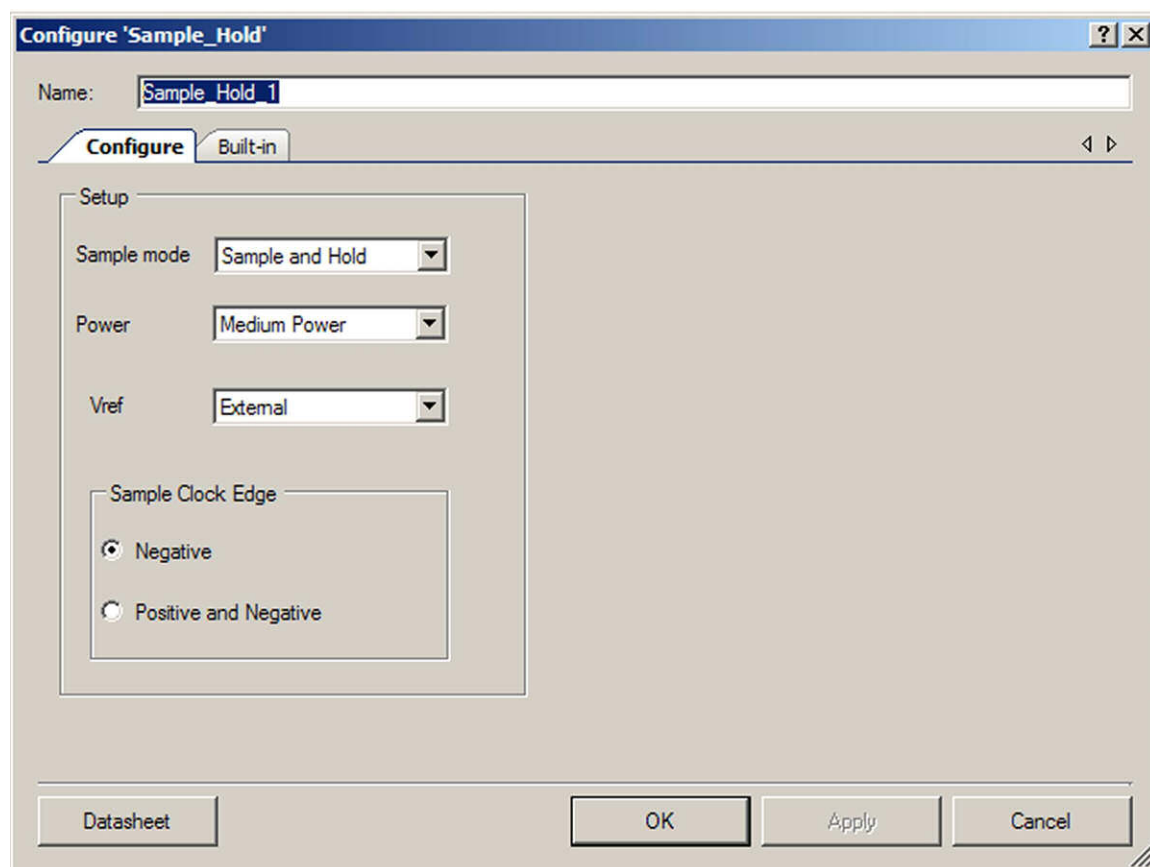 Configure 'Sample_Hold'
Name: Sample_Hold_1
Configure Built-in
Setup
Sample mode Sample and Hold
Power Medium Power
Vref External
Sample Clock Edge
Negative
Positive and Negative
Datasheet OK Apply Cancel